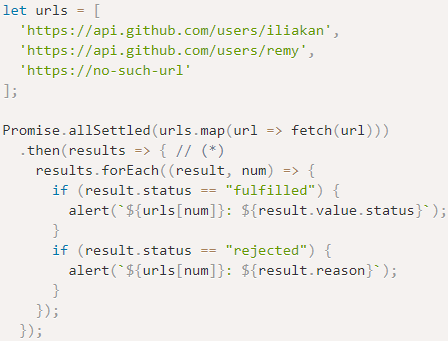 let urls = [
  'https://api.github.com/users/iliakan',
  'https://api.github.com/users/remy',
  'https://no-such-url'
];

Promise.allSettled(urls.map(url => fetch(url)))
  .then(results => { // (*)
    results.forEach((result, num) => {
      if (result.status == "fulfilled") {
        alert(`${urls[num]}: ${result.value.status}`);
      }
      if (result.status == "rejected") {
        alert(`${urls[num]}: ${result.reason}`);
      }
    });
  });